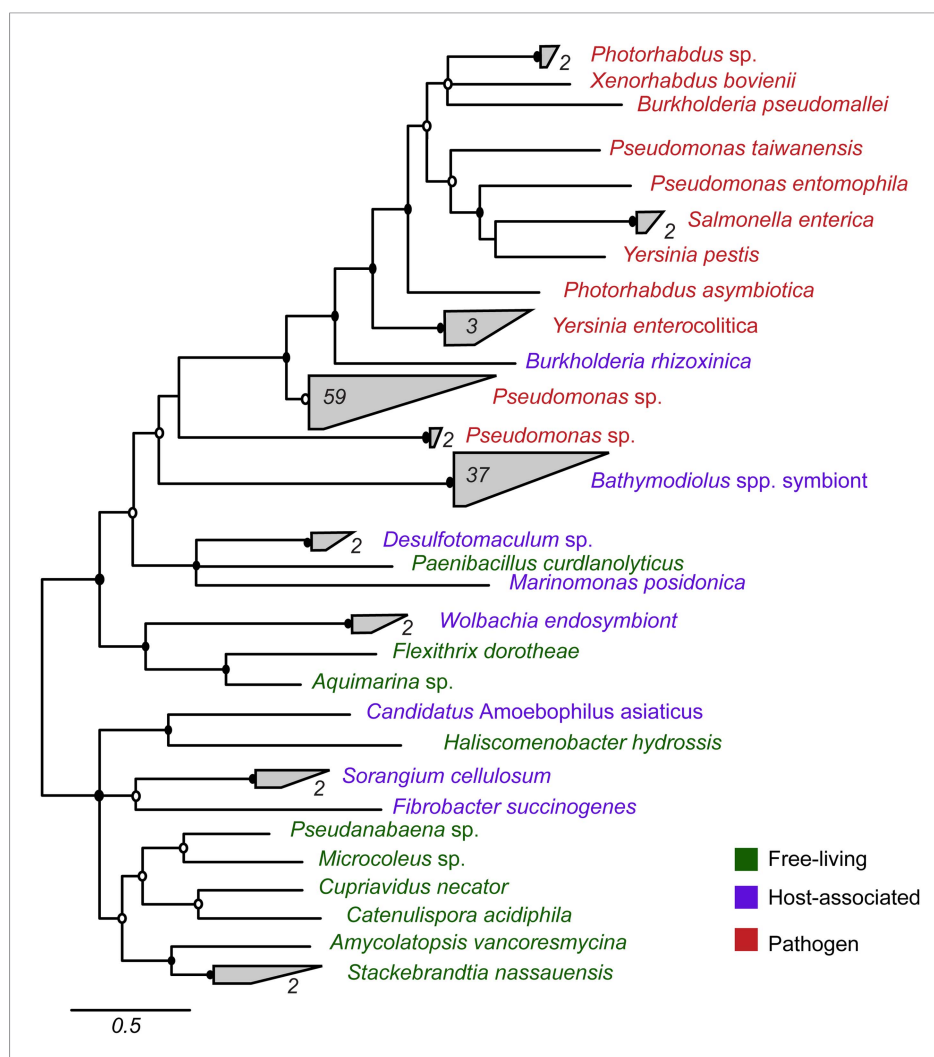 Photorhabdus sp.
2
Xenorhabdus bovienii
Burkholderia pseudomallei
Pseudomonas taiwanensis
Pseudomonas entomophila
Salmonella enterica
2
Yersinia pestis
Photorhabdus asymbiotica
3
Yersinia enterocolitica
Burkholderia rhizoxinica
59
Pseudomonas sp.
2
Pseudomonas sp.
37
Bathymodiolus spp. symbiont
Desulfotomaculum sp.
2
Paenibacillus curdlanolyticus
Marinomonas posidonica
Wolbachia endosymbiont
2
Flexithrix dorotheae
Aquimarina sp.
Candidatus Amoebophilus asiaticus
Haliscomenobacter hydrossis
Sorangium cellulosum
2
Fibrobacter succinogenes
Pseudanabaena sp.
Microcoleus sp.
Cupriavidus necator
Catenulispora acidiphila
Amycolatopsis vancoresmycina
Stackebrandtia nassauensis
2
Free-living
Host-associated
Pathogen
0.5